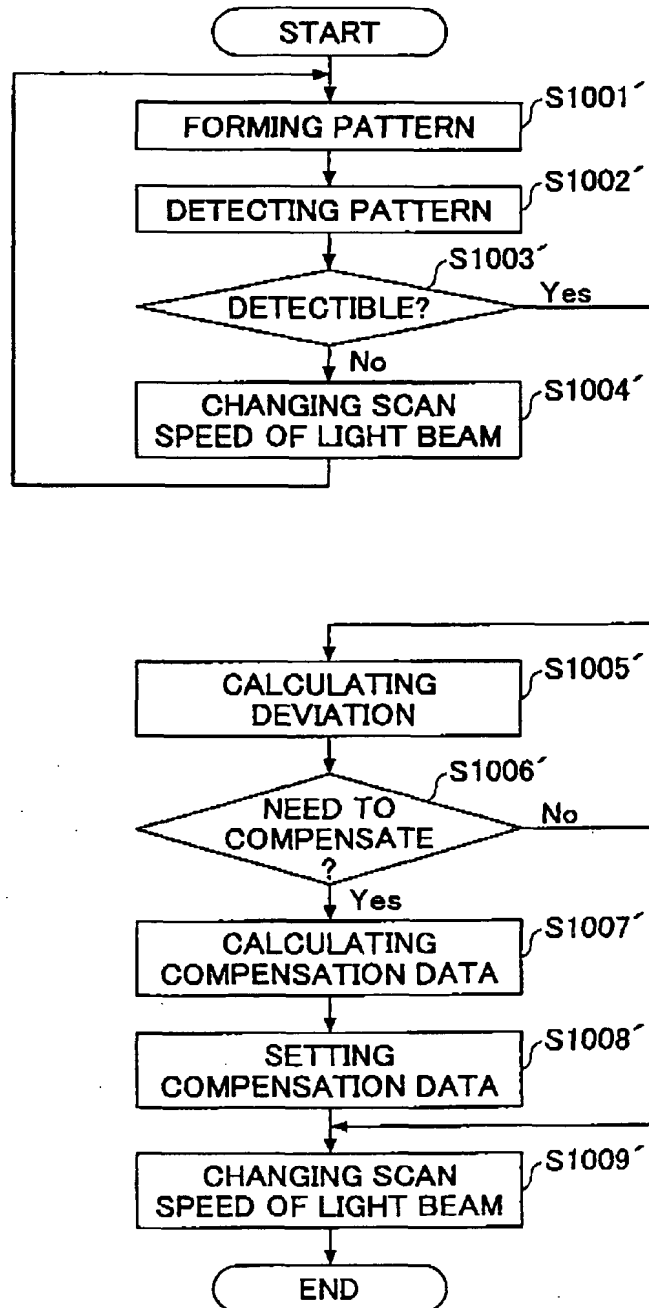 START
S1001´
FORMING PATTERN
S1002´
DETECTING PATTERN
S1003´
DETECTIBLE?
Yes
No
S1004´
CHANGING SCAN
SPEED OF LIGHT BEAM
S1005´
CALCULATING
DEVIATION
S1006´
NEED TO
COMPENSATE
?
No
Yes
S1007´
CALCULATING
COMPENSATION DATA
S1008´
SETTING
COMPENSATION DATA
S1009´
CHANGING SCAN
SPEED OF LIGHT BEAM
END